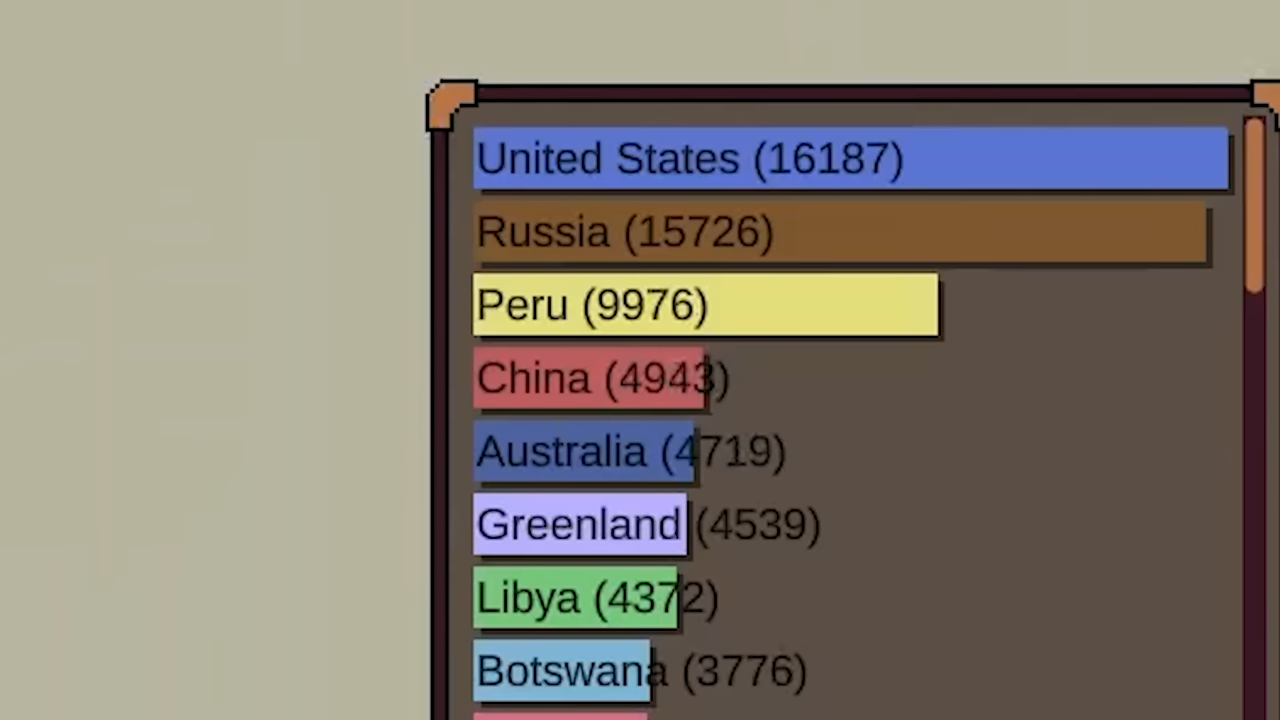 United States (16187)
Russia (15726)
Peru (9976)
China (4943)
Australia (4719)
Greenland (4539)
Libya (4372)
Botswana (3776)